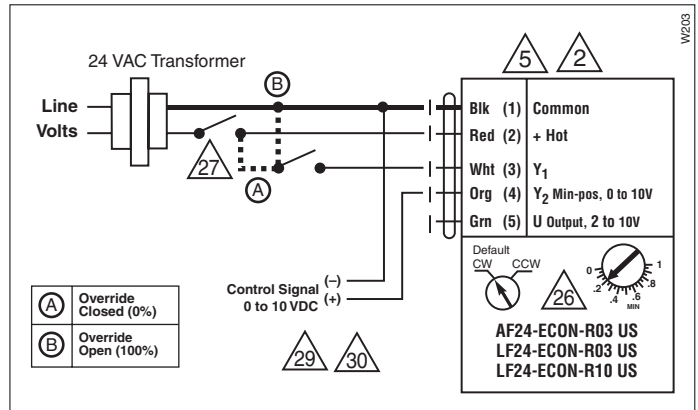 W203
24 VAC Transformer
5
2
B
Line
Volts
27
A
Blk (1) Common
Red (2) + Hot
Wht (3) Y1
Org (4) Y2 Min-pos, 0 to 10V
Grn (5) U Output, 2 to 10V
Control Signal (–)
0 to 10 VDC (+)
A Override
Closed (0%)
B Override
Open (100%)
29
30
Default
CW CCW
26
0 .2 .4 .6 .8 1
MIN
AF24-ECON-R03 US
LF24-ECON-R03 US
LF24-ECON-R10 US